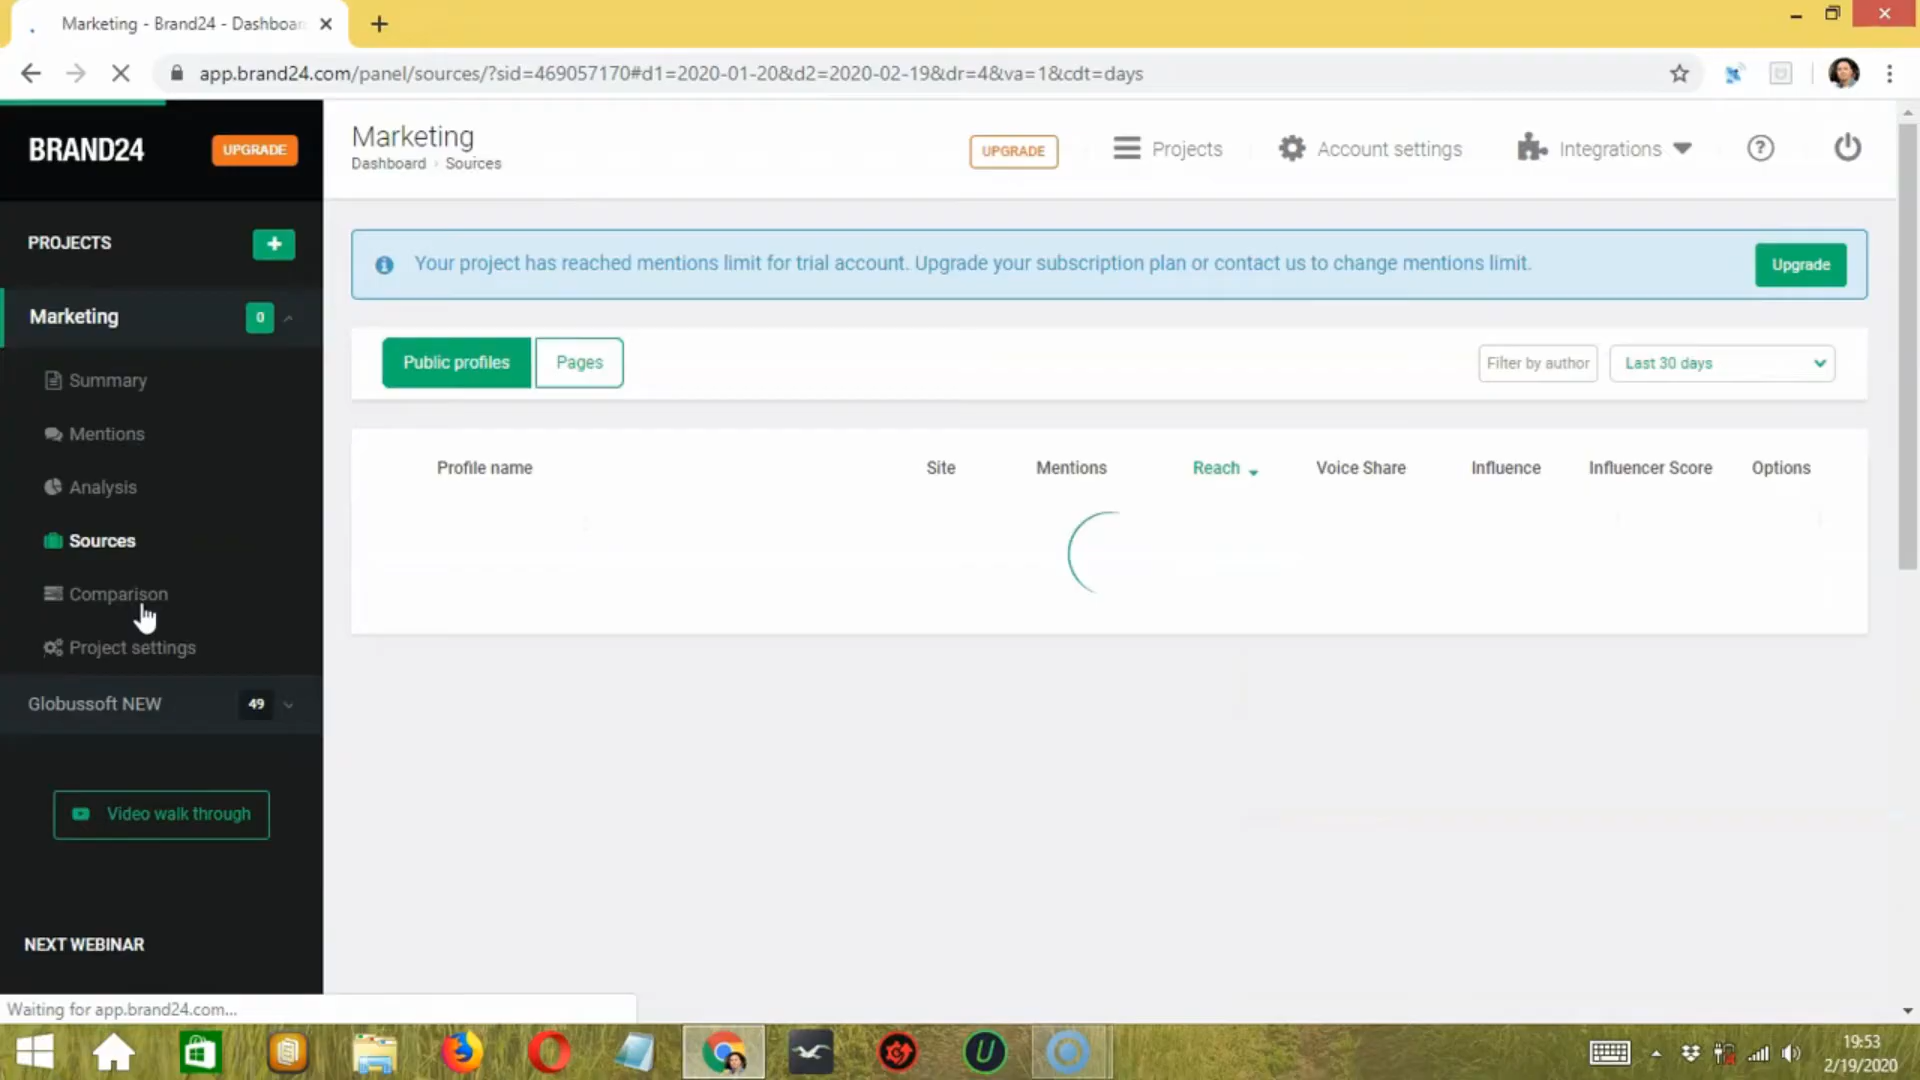 Marketing - Brand24 - Dashboar
app.brand24.com/panel/sources/?sid=469057170#d1=2020-01-20&d2=2020-02-19&dr=4&va=1&cdt=days
BRAND24
UPGRADE
Marketing
Dashboard › Sources
UPGRADE
Projects
Account settings
Integrations
?
PROJECTS
+
Your project has reached mentions limit for trial account. Upgrade your subscription plan or contact us to change mentions limit.
Upgrade
Marketing
0
Public profiles
Pages
Filter by author
Last 30 days
Summary
Mentions
Analysis
Sources
Comparison
Project settings
Profile name
Site
Mentions
Reach
Voice Share
Influence
Influencer Score
Options
Globussoft NEW
49
Video walk through
NEXT WEBINAR
Waiting for app.brand24.com...
19:53
2/19/2020